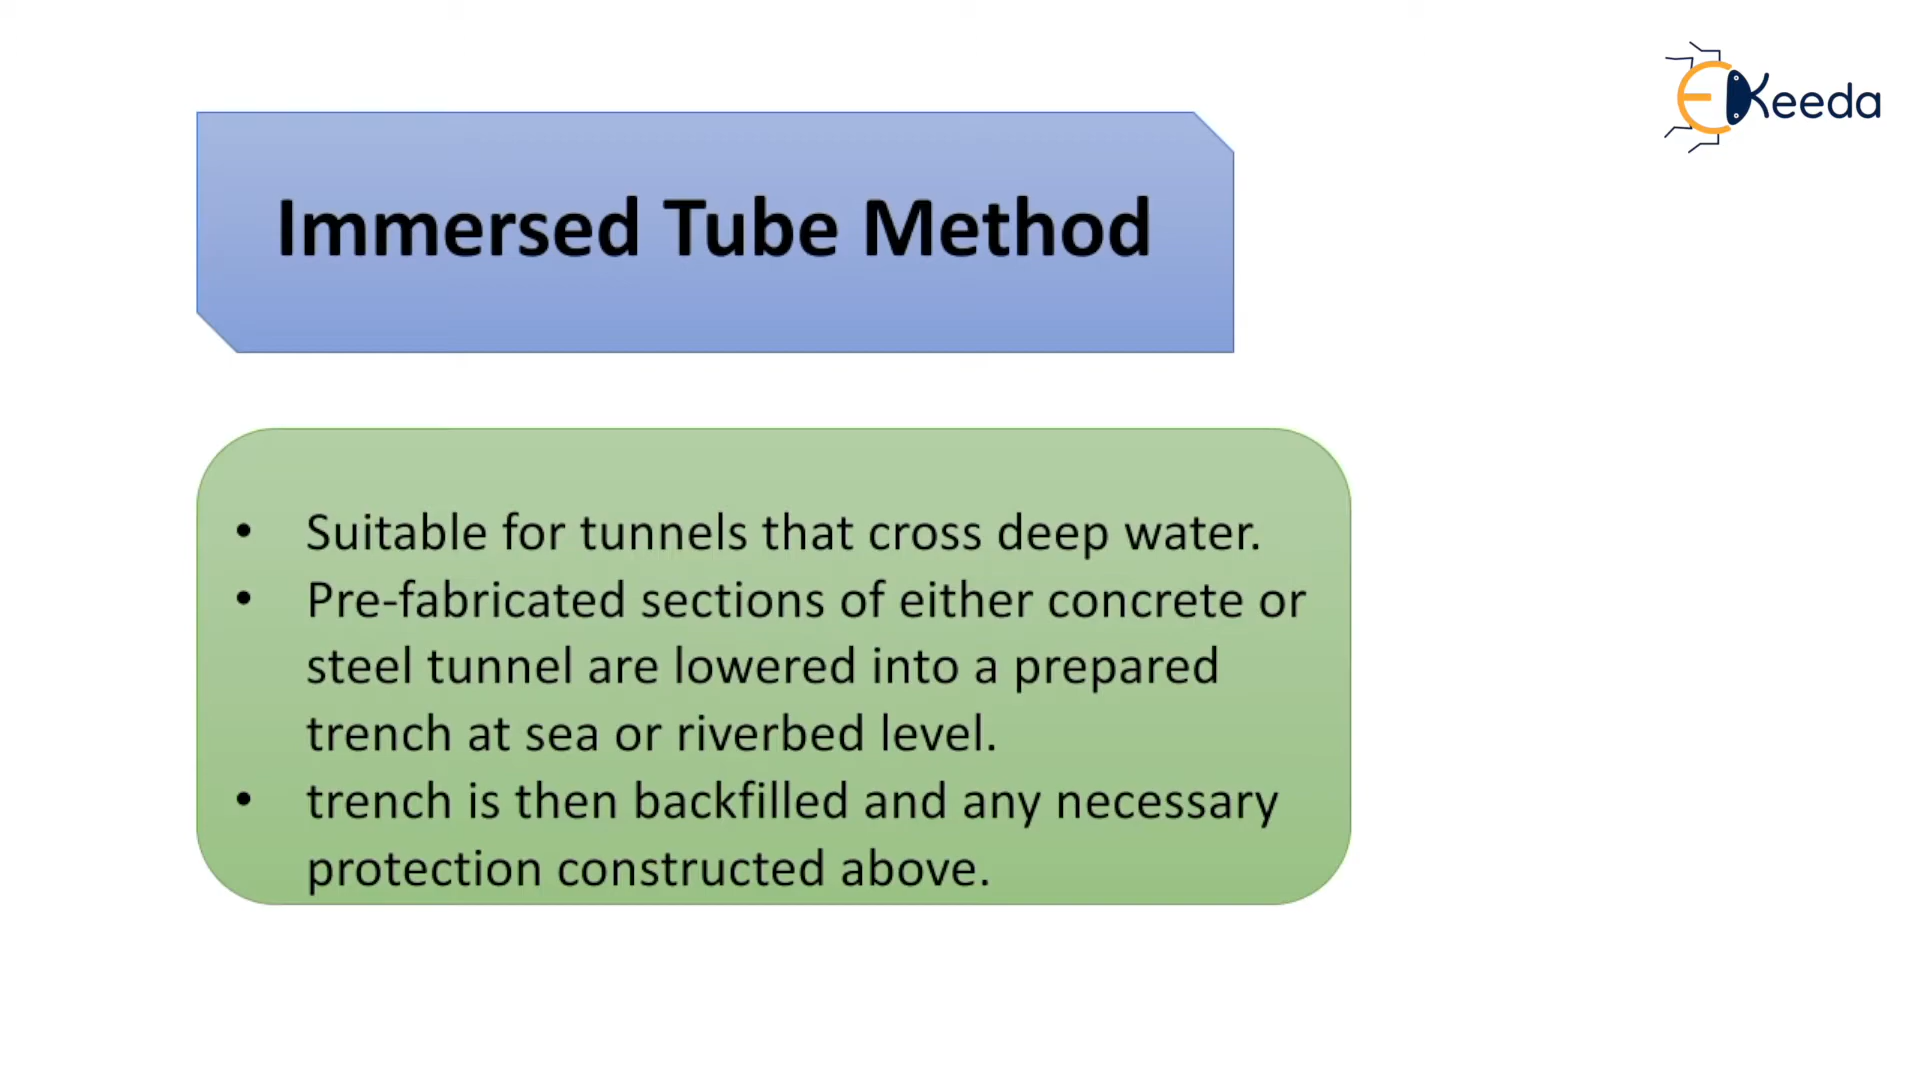 EKeeda
Immersed Tube Method
• Suitable for tunnels that cross deep water.
• Pre-fabricated sections of either concrete or
steel tunnel are lowered into a prepared
trench at sea or riverbed level.
• trench is then backfilled and any necessary
protection constructed above.